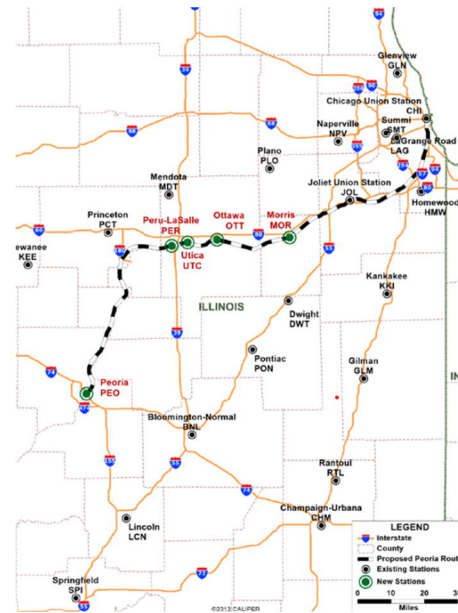 Glenview
GLN
Chicago Union Station
CHI
Summi
SMT
Naperville
NPV
LaGrange Road
LAG
Plano
PLO
Mendota
MDT
Joliet Union Station
JOL
Homewood
HMW
Princeton
PCT
Peru-LaSalle
PER
Ottawa
OTT
Morris
MOR
Utica
UTC
ewanee
KEE
Kankakee
KKI
ILLINOIS
Dwight
DWT
Pontiac
PON
Gilman
GLM
IN
Peoria
PEO
Bloomington-Normal
BNL
Rantoul
RTL
Champaign-Urbana
CHM
Lincoln
LCN
Springfield
SPI
©2013 CALIPER
LEGEND
Interstate
County
Proposed Peoria Rout
Existing Stations
New Stations
0 10 20 30
Miles